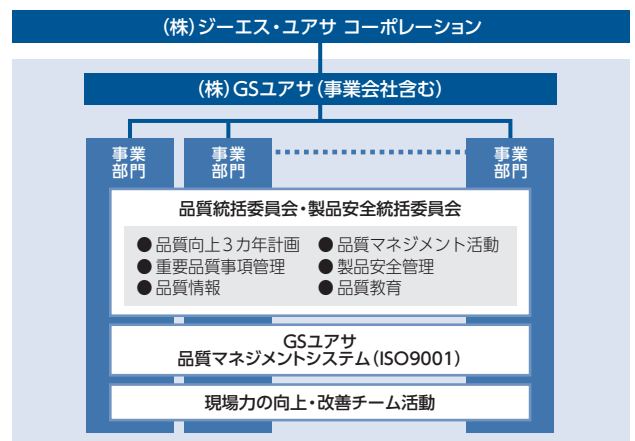 (株)ジーエス・ユアサ コーポレーション
(株)GSユアサ(事業会社含む)
事業
部門
事業
部門
事業
部門
品質統括委員会・製品安全統括委員会
●品質向上3カ年計画 ●品質マネジメント活動
●重要品質事項管理 ●製品安全管理
●品質情報 ●品質教育
GSユアサ
品質マネジメントシステム(ISO9001)
現場力の向上・改善チーム活動